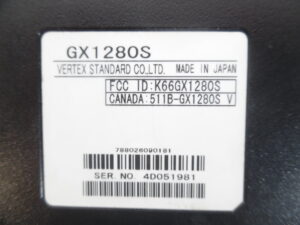 GX1280S
VERTEX STANDARD CO., LTD. MADE IN JAPAN
FCC ID:K66GX1280S
CANADA:511B-GX1280S V
788026090181
SER. NO. 4D051981